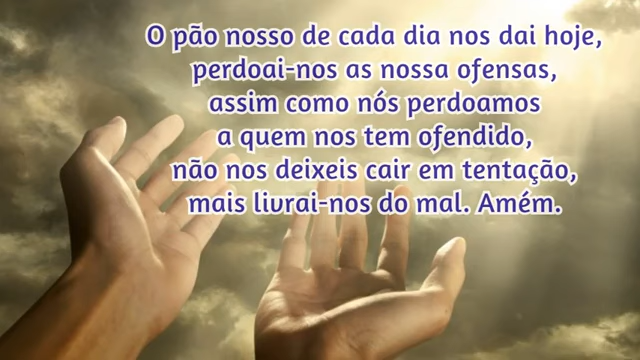 O pão nosso de cada dia nos dai hoje,
perdoai-nos as nossa ofensas,
assim como nós perdoamos
a quem nos tem ofendido,
não nos deixeis cair em tentação,
mais livrai-nos do mal. Amém.